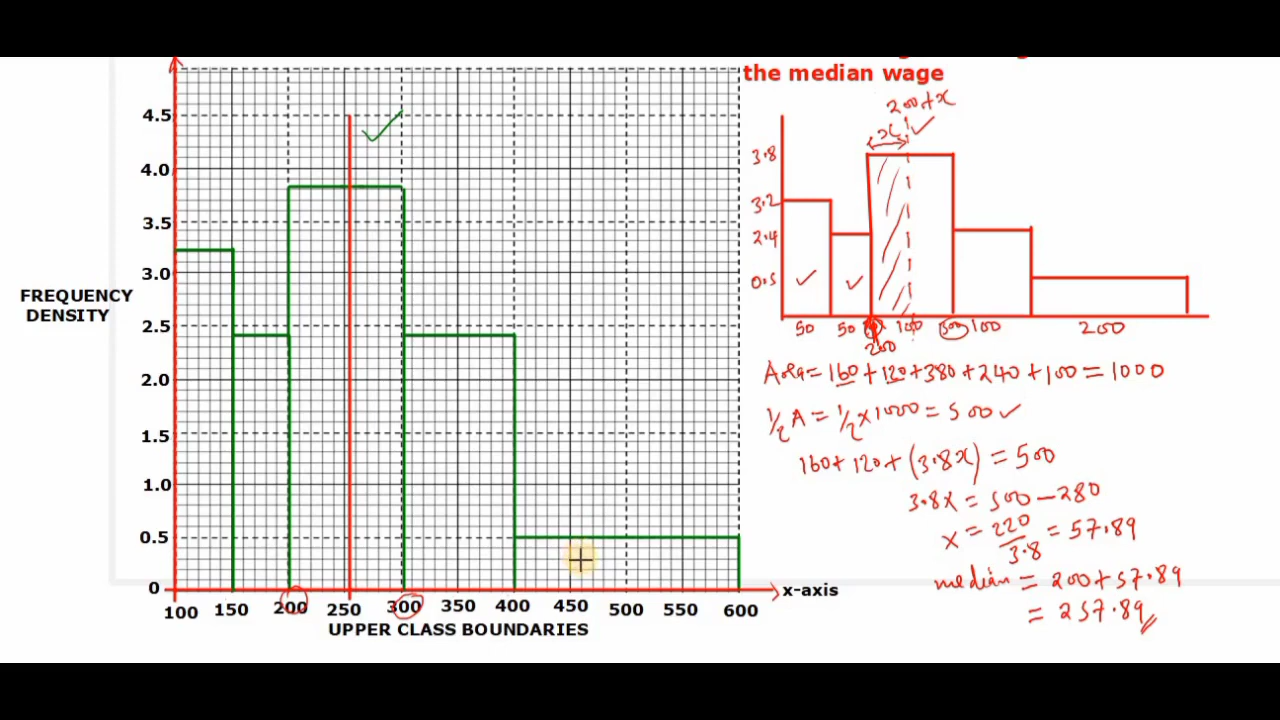 the median wage
4.5
4.0
3.5
3.0
2.5
2.0
1.5
1.0
0.5
0
FREQUENCY
DENSITY
100 150 200 250 300 350 400 450 500 550 600
x-axis
UPPER CLASS BOUNDARIES
200+x
x
3.8
3.2
2.4
0.5
50 50 100 300 100 200
200
Area = 160 + 120 + 380 + 240 + 100 = 1000
1/2 A = 1/2 x 1000 = 500 ✓
160 + 120 + (3.8x) = 500
3.8x = 500 - 280
x = 220/3.8 = 57.89
median = 200 + 57.89
= 257.89